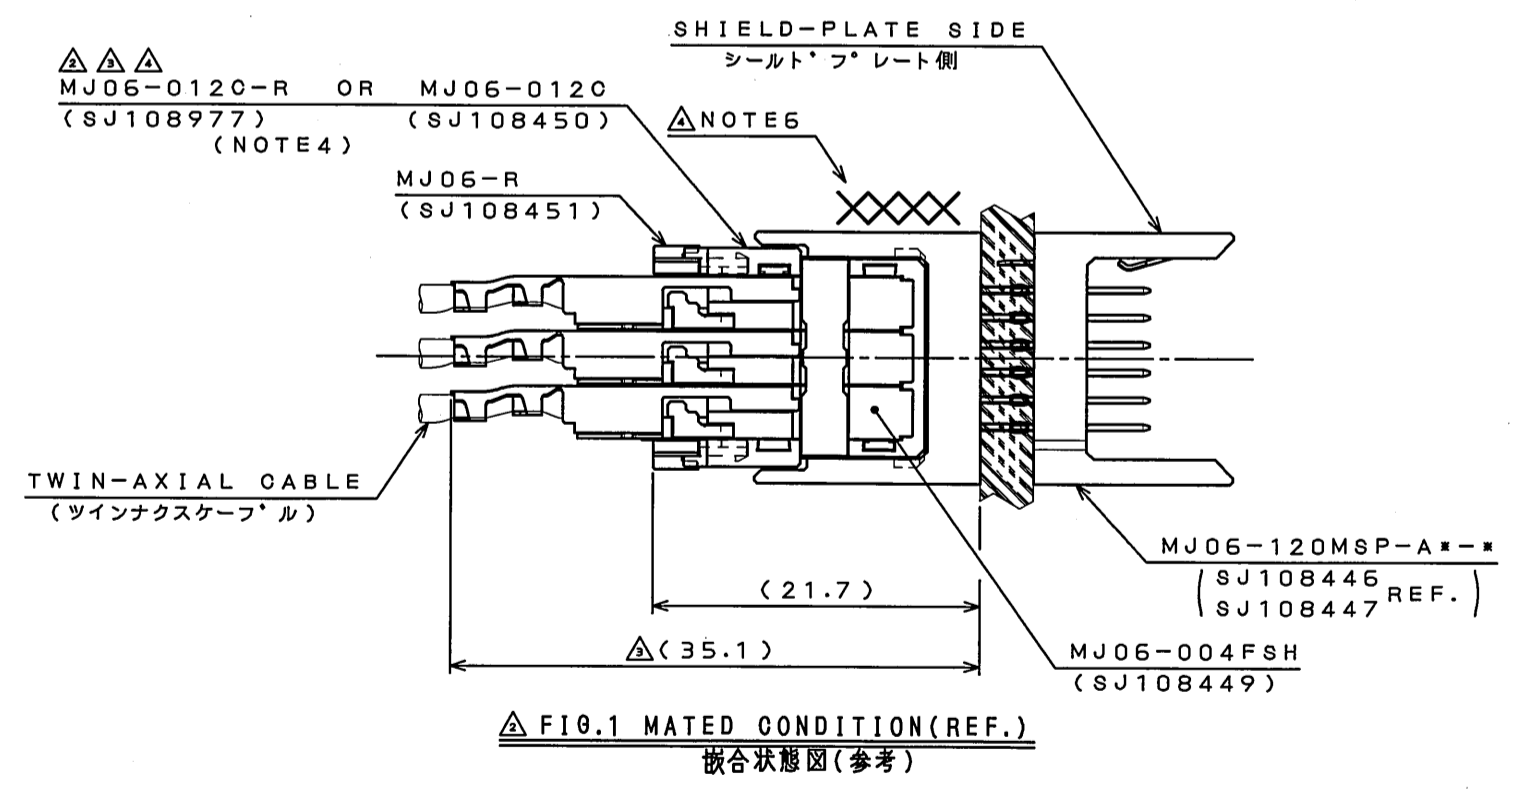 SHIELD-PLATE SIDE
シールドプレート側
2 3 4
MJ06-012C-R OR MJ06-012C
(SJ108977) (SJ108450)
(NOTE4)
4 NOTE6
MJ06-R
(SJ108451)
TWIN-AXIAL CABLE
(ツインナクスケーブル)
MJ06-120MSP-A*-*
(SJ108446
SJ108447 REF.)
(21.7)
3 (35.1)
MJ06-004FSH
(SJ108449)
2 FIG.1 MATED CONDITION(REF.)
嵌合状態図(参考)